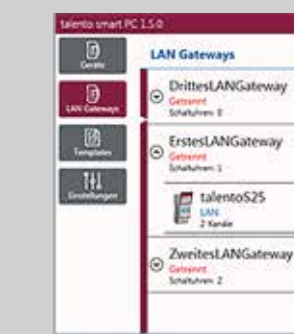 talento smart PC 1.5.0
Geräte
LAN Gateways
Templates
Einstellungen
LAN Gateways
DrittesLANGateway
Getrennt
Schaltuhren: 0
ErstesLANGateway
Getrennt
Schaltuhren: 1
talentoS25
LAN
2 Kanäle
ZweitesLANGateway
Getrennt
Schaltuhren: 2